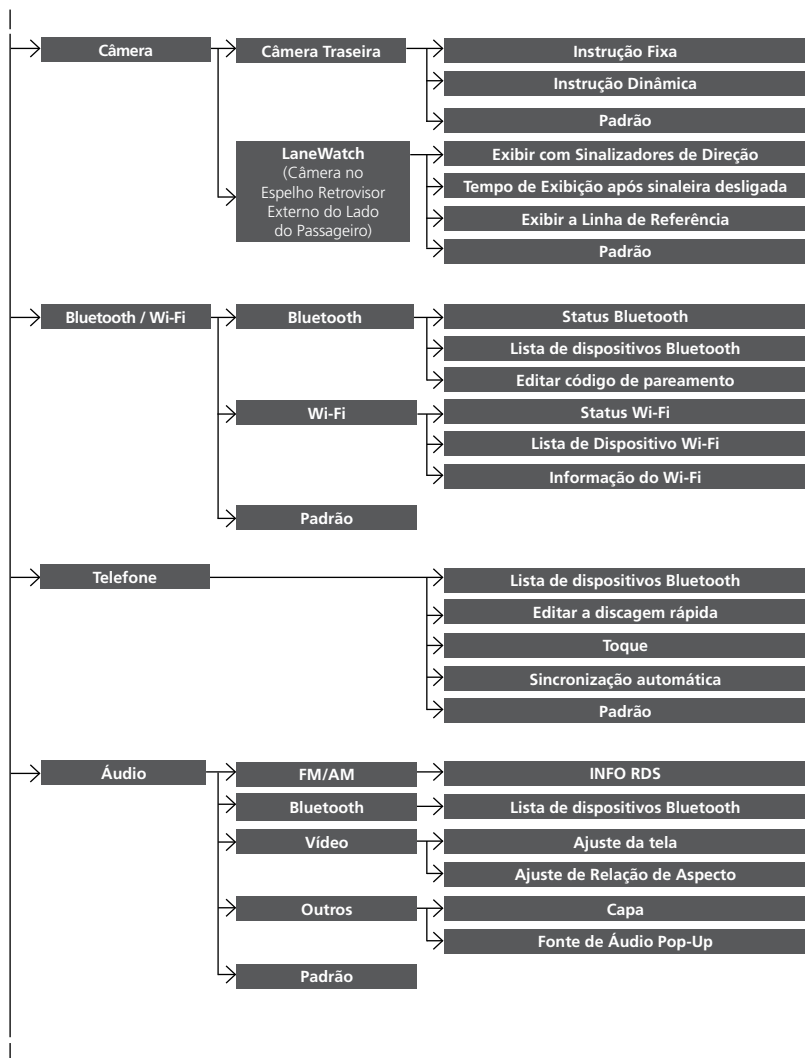 Câmera
Câmera Traseira
Instrução Fixa
Instrução Dinâmica
Padrão
LaneWatch
(Câmera no
Espelho Retrovisor
Externo do Lado
do Passageiro)
Exibir com Sinalizadores de Direção
Tempo de Exibição após sinaleira desligada
Exibir a Linha de Referência
Padrão
Bluetooth / Wi-Fi
Bluetooth
Status Bluetooth
Lista de dispositivos Bluetooth
Editar código de pareamento
Wi-Fi
Status Wi-Fi
Lista de Dispositivo Wi-Fi
Informação do Wi-Fi
Padrão
Telefone
Lista de dispositivos Bluetooth
Editar a discagem rápida
Toque
Sincronização automática
Padrão
Áudio
FM/AM
INFO RDS
Bluetooth
Lista de dispositivos Bluetooth
Vídeo
Ajuste da tela
Ajuste de Relação de Aspecto
Outros
Capa
Fonte de Áudio Pop-Up
Padrão